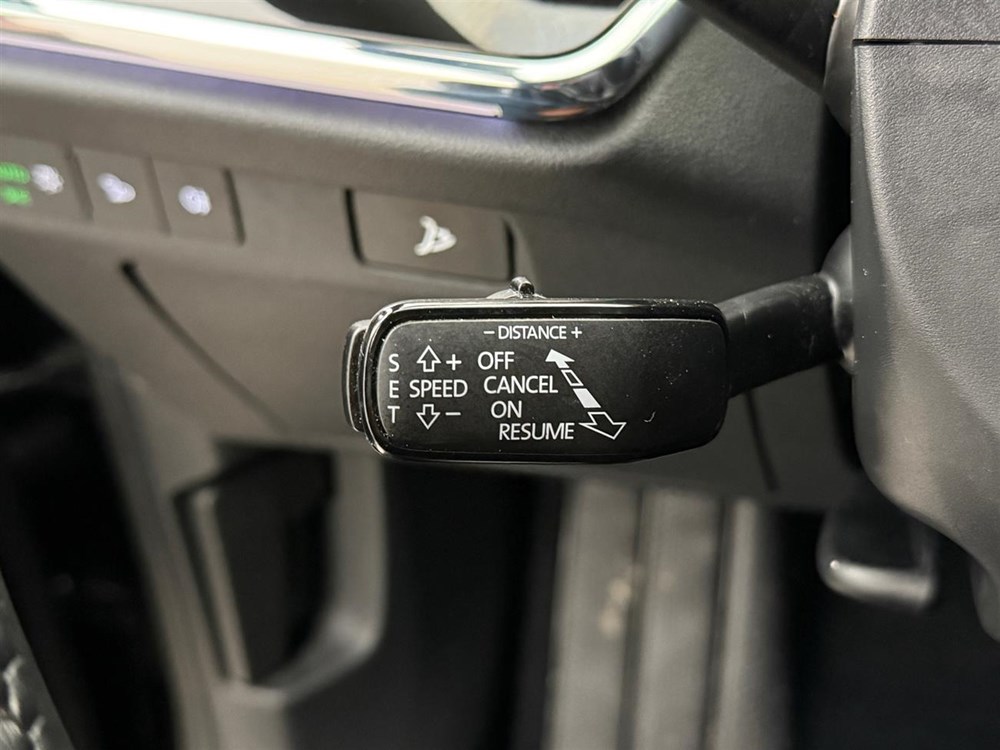 − DISTANCE +
S + OFF
E SPEED CANCEL
T − ON
RESUME